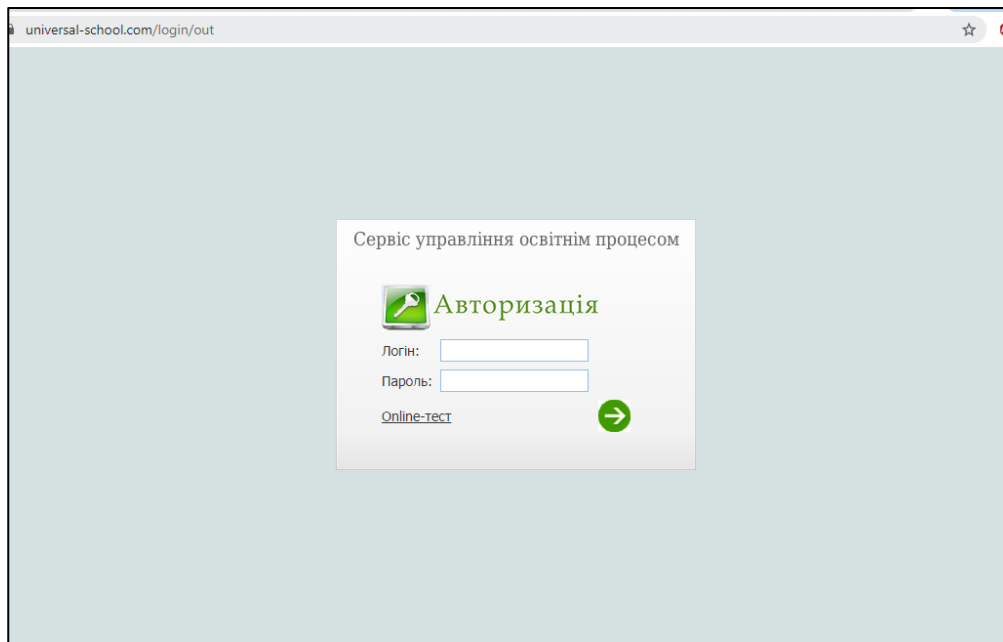 universal-school.com/login/out
Сервіс управління освітнім процесом
Авторизація
Логін:
Пароль:
Online-тест